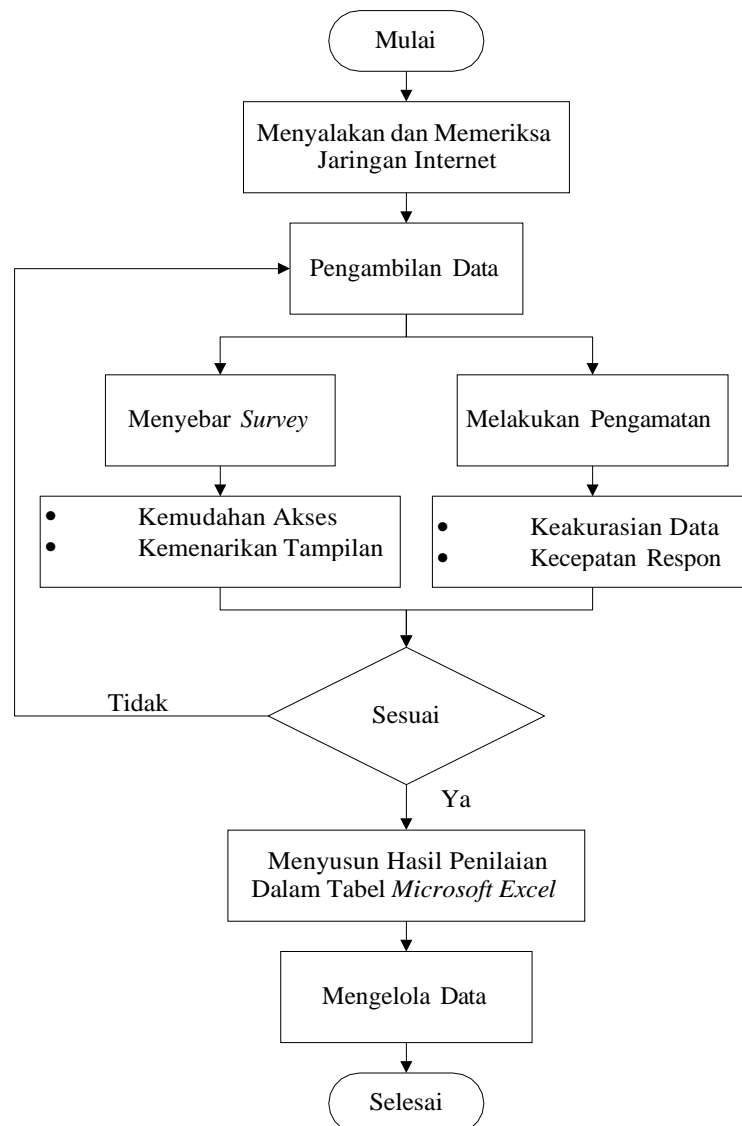 Mulai
Menyalakan dan Memeriksa
Jaringan Internet
Pengambilan Data
Menyebar Survey
Melakukan Pengamatan
• Kemudahan Akses
• Kemenarikan Tampilan
• Keakurasian Data
• Kecepatan Respon
Tidak
Sesuai
Ya
Menyusun Hasil Penilaian
Dalam Tabel Microsoft Excel
Mengelola Data
Selesai